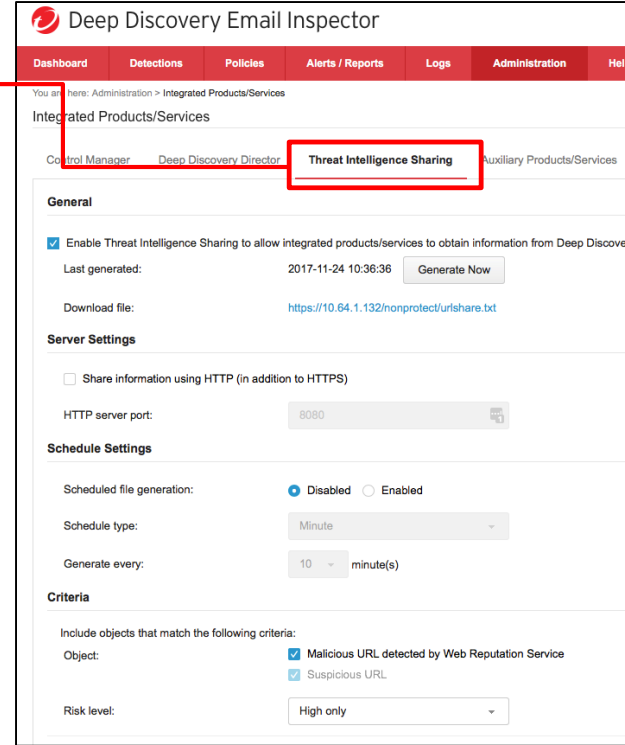 Deep Discovery Email Inspector
Dashboard Detections Policies Alerts / Reports Logs Administration Hel
You are here: Administration > Integrated Products/Services
Integrated Products/Services
Control Manager Deep Discovery Director Threat Intelligence Sharing Auxiliary Products/Services
General
Enable Threat Intelligence Sharing to allow integrated products/services to obtain information from Deep Discove
Last generated: 2017-11-24 10:36:36 Generate Now
Download file: https://10.64.1.132/nonprotect/urlshare.txt
Server Settings
Share information using HTTP (in addition to HTTPS)
HTTP server port: 8080
Schedule Settings
Scheduled file generation: Disabled Enabled
Schedule type: Minute
Generate every: 10 minute(s)
Criteria
Include objects that match the following criteria:
Object: Malicious URL detected by Web Reputation Service
Suspicious URL
Risk level: High only